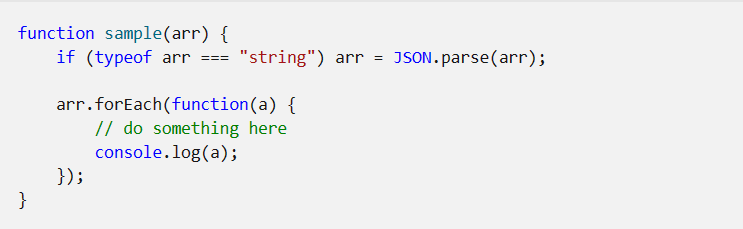 function sample(arr) {
    if (typeof arr === "string") arr = JSON.parse(arr);

    arr.forEach(function(a) {
        // do something here
        console.log(a);
    });
}